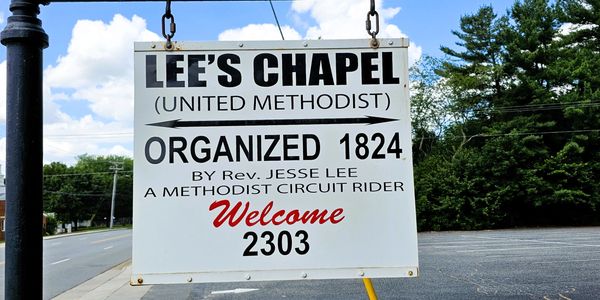 LEE'S CHAPEL
(UNITED METHODIST)
ORGANIZED 1824
BY Rev. JESSE LEE
A METHODIST CIRCUIT RIDER
Welcome
2303